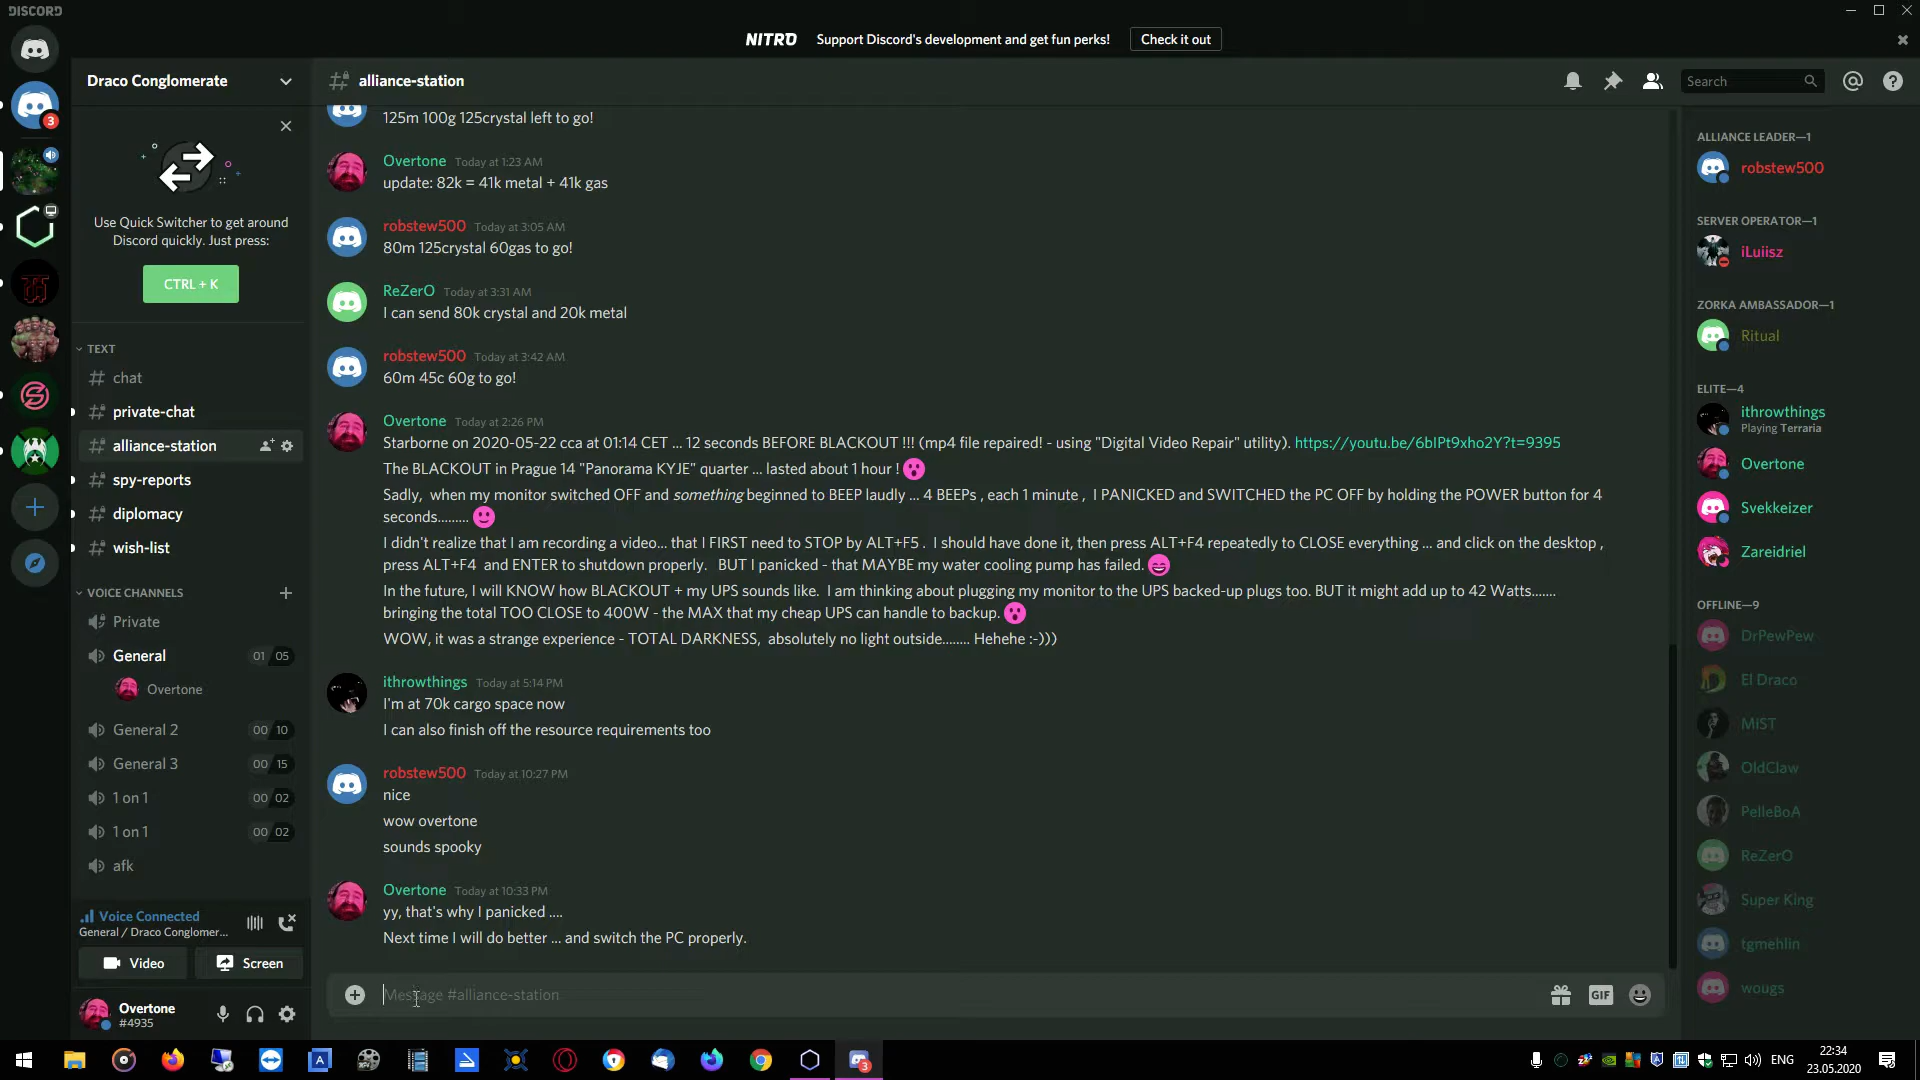 DISCORD
NITRO Support Discord's development and get fun perks! Check it out
Draco Conglomerate
alliance-station
Search
3
Use Quick Switcher to get around
Discord quickly. Just press:
CTRL + K
TEXT
chat
private-chat
alliance-station
spy-reports
diplomacy
wish-list
VOICE CHANNELS
Private
General 01 05
Overtone
General 2 00 10
General 3 00 15
1 on 1 00 02
1 on 1 00 02
afk
Voice Connected
General / Draco Conglomer...
Video Screen
Overtone
#4935
125m 100g 125crystal left to go!
Overtone Today at 1:23 AM
update: 82k = 41k metal + 41k gas
robstew500 Today at 3:05 AM
80m 125crystal 60gas to go!
ReZerO Today at 3:31 AM
I can send 80k crystal and 20k metal
robstew500 Today at 3:42 AM
60m 45c 60g to go!
Overtone Today at 2:26 PM
Starborne on 2020-05-22 cca at 01:14 CET ... 12 seconds BEFORE BLACKOUT !!! (mp4 file repaired! - using "Digital Video Repair" utility). https://youtu.be/6bIPt9xho2Y?t=9395
The BLACKOUT in Prague 14 "Panorama KYJE" quarter ... lasted about 1 hour !
Sadly, when my monitor switched OFF and something beginned to BEEP laudly ... 4 BEEPs , each 1 minute , I PANICKED and SWITCHED the PC OFF by holding the POWER button for 4
seconds.........
I didn't realize that I am recording a video... that I FIRST need to STOP by ALT+F5 . I should have done it, then press ALT+F4 repeatedly to CLOSE everything ... and click on the desktop ,
press ALT+F4 and ENTER to shutdown properly. BUT I panicked - that MAYBE my water cooling pump has failed.
In the future, I will KNOW how BLACKOUT + my UPS sounds like. I am thinking about plugging my monitor to the UPS backed-up plugs too. BUT it might add up to 42 Watts.......
bringing the total TOO CLOSE to 400W - the MAX that my cheap UPS can handle to backup.
WOW, it was a strange experience - TOTAL DARKNESS, absolutely no light outside........ Hehehe :-)))
ithrowthings Today at 5:14 PM
I'm at 70k cargo space now
I can also finish off the resource requirements too
robstew500 Today at 10:27 PM
nice
wow overtone
sounds spooky
Overtone Today at 10:33 PM
yy, that's why I panicked ....
Next time I will do better ... and switch the PC properly.
Message #alliance-station
GIF
ALLIANCE LEADER—1
robstew500
SERVER OPERATOR—1
iLuiisz
ZORKA AMBASSADOR—1
Ritual
ELITE—4
ithrowthings
Playing Terraria
Overtone
Svekkeizer
Zareidriel
OFFLINE—9
DrPewPew
El Draco
MiST
OldClaw
PelleBoA
ReZerO
Super King
tgmehlin
wougs
3
ENG
22:34
23.05.2020